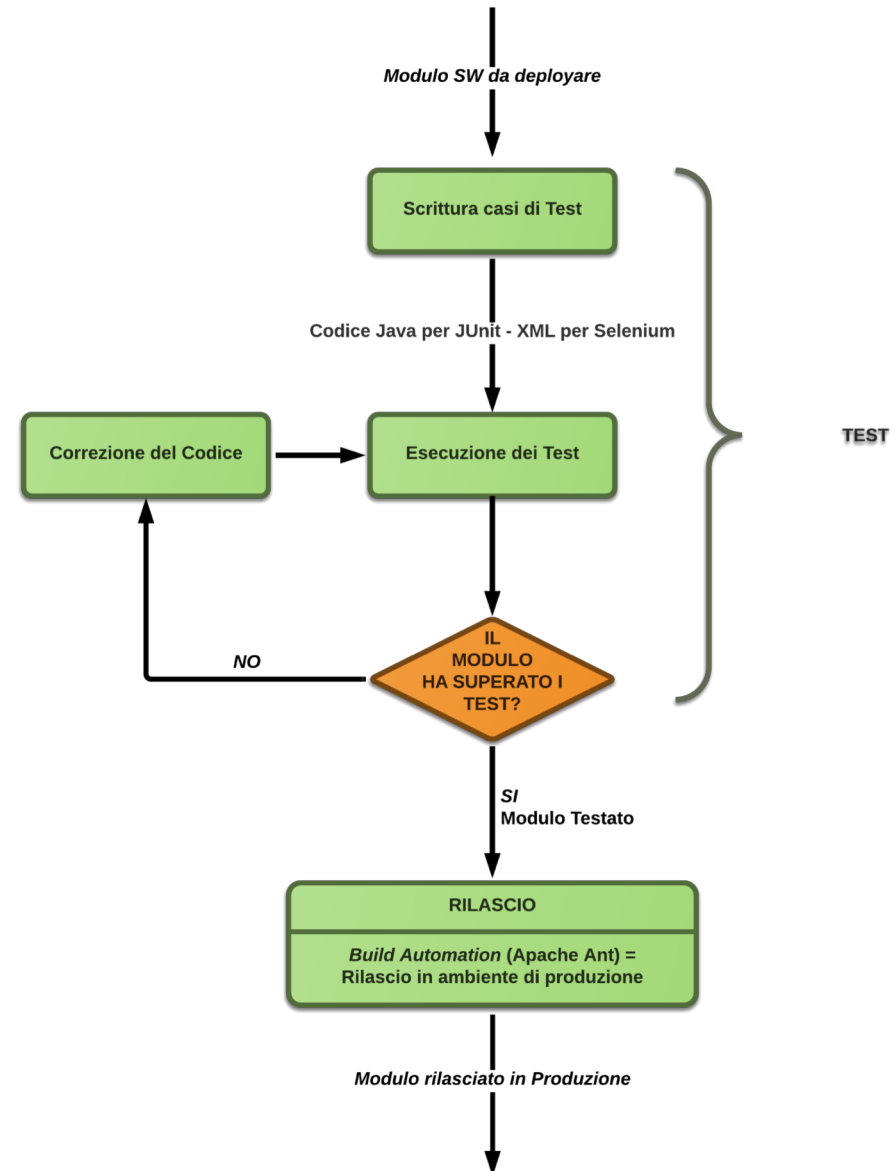 Modulo SW da deployare
Scrittura casi di Test
Codice Java per JUnit - XML per Selenium
Correzione del Codice
Esecuzione dei Test
TEST
IL
MODULO
HA SUPERATO I
TEST?
NO
SI
Modulo Testato
RILASCIO
Build Automation (Apache Ant) =
Rilascio in ambiente di produzione
Modulo rilasciato in Produzione